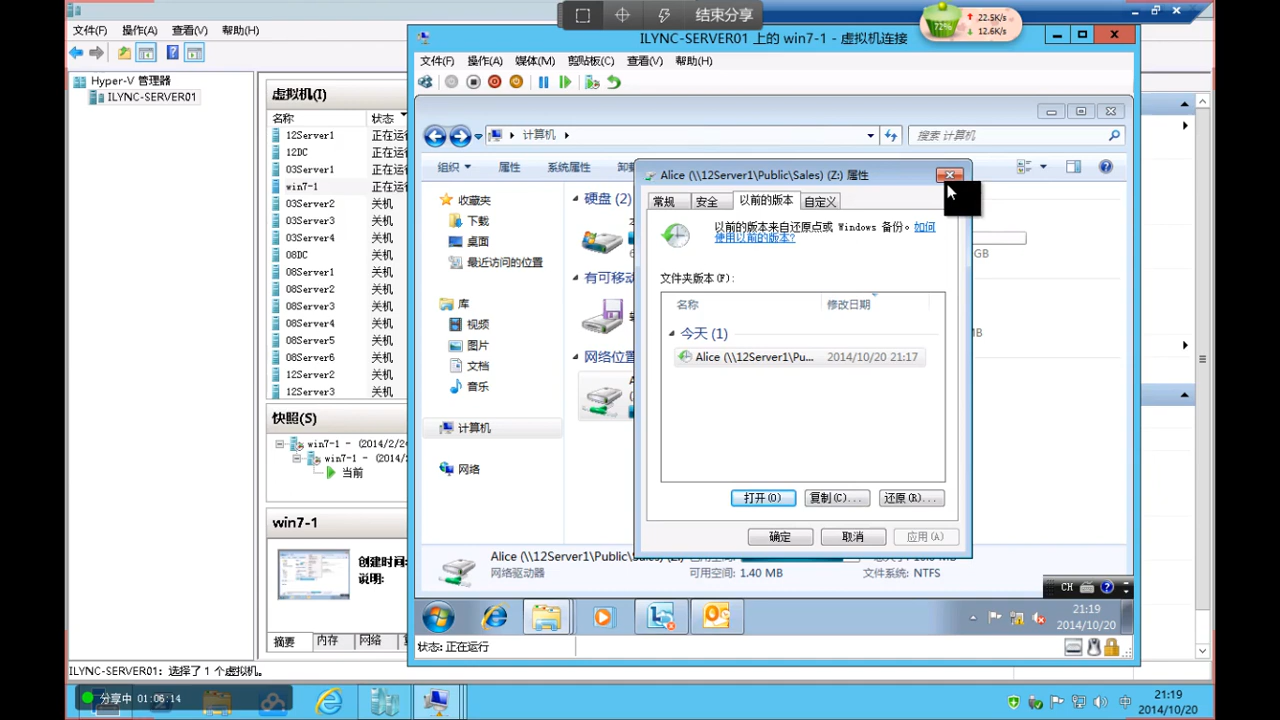 结束分享
72%
22.5K/s
12.6K/s
文件(F) 操作(A) 查看(V) 帮助(H)
Hyper-V 管理器
ILYNC-SERVER01
虚拟机(I)
名称 状态
12Server1 正在运行
12DC 正在运行
03Server1 正在运行
win7-1 正在运行
03Server2 关机
03Server3 关机
03Server4 关机
08DC 关机
08Server1 关机
08Server2 关机
08Server3 关机
08Server4 关机
08Server5 关机
08Server6 关机
12Server2 关机
12Server3 关机
快照(S)
win7-1 - (2014/2/2
win7-1 - (2014/
当前
win7-1
创建时间:
说明:
摘要 内存 网络
ILYNC-SERVER01: 选择了 1 个虚拟机。
ILYNC-SERVER01 上的 win7-1 - 虚拟机连接
文件(F) 操作(A) 媒体(M) 剪贴板(C) 查看(V) 帮助(H)
计算机
搜索 计算机
组织 属性 系统属性 卸
收藏夹
下载
桌面
最近访问的位置
库
视频
图片
文档
音乐
计算机
网络
硬盘 (2)
有可移动
网络位置
GB
MB
Alice (\\12Server1\Public\Sales) (Z:) 属性
常规 安全 以前的版本 自定义
以前的版本来自还原点或 Windows 备份。如何
使用以前的版本?
文件夹版本(F):
名称 修改日期
今天 (1)
Alice (\\12Server1\Pu... 2014/10/20 21:17
打开(O) 复制(C)... 还原(R)...
确定 取消 应用(A)
Alice (\\12Server1\Public\Sales) (Z:)
网络驱动器
可用空间: 1.40 MB
文件系统: NTFS
CH
21:19
2014/10/20
状态: 正在运行
分享中 01:06:14
中
21:19
2014/10/20